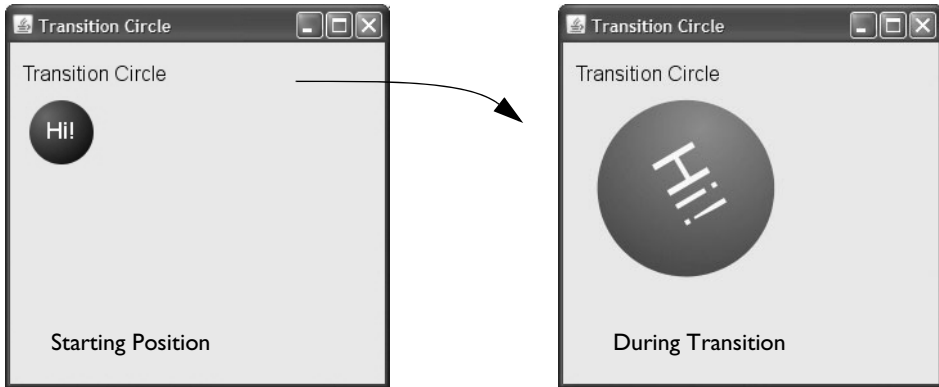 Transition Circle
Transition Circle
Hi!
Starting Position
Transition Circle
Transition Circle
Hi!
During Transition